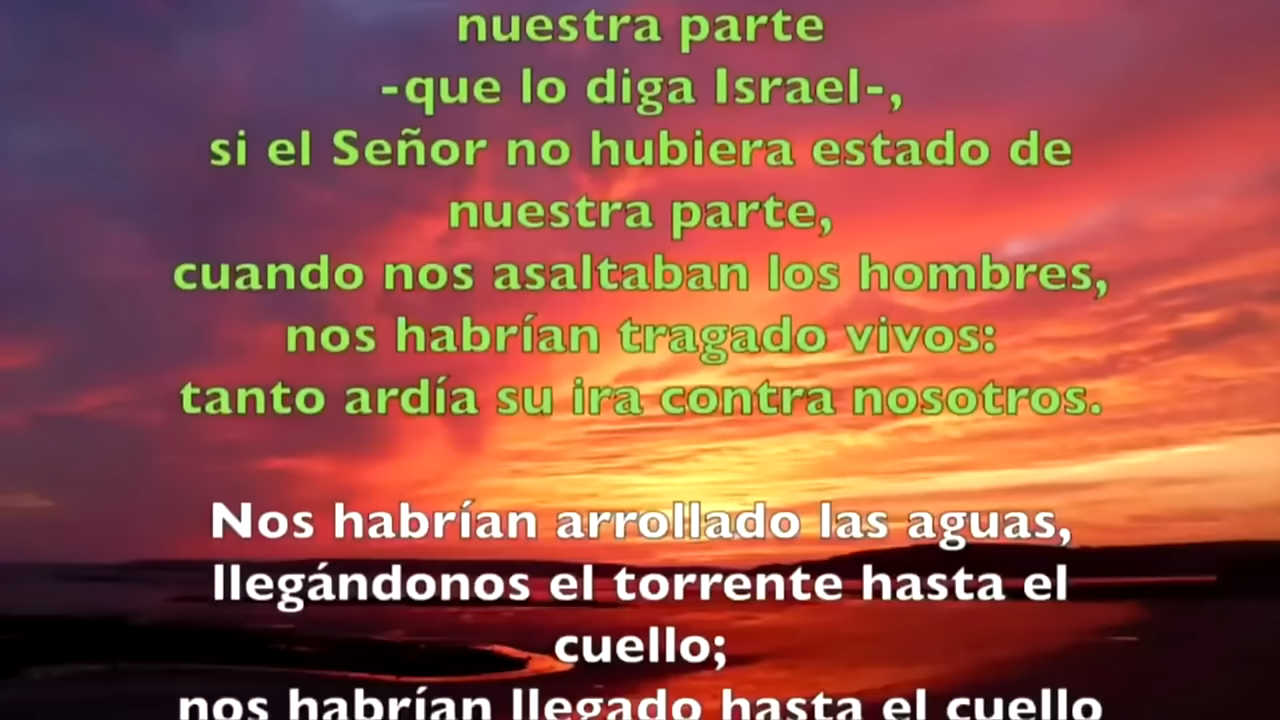 nuestra parte
-que lo diga Israel-,
si el Señor no hubiera estado de
nuestra parte,
cuando nos asaltaban los hombres,
nos habrían tragado vivos:
tanto ardía su ira contra nosotros.
Nos habrían arrollado las aguas,
llegándonos el torrente hasta el
cuello;
nos habrían llegado hasta el cuello